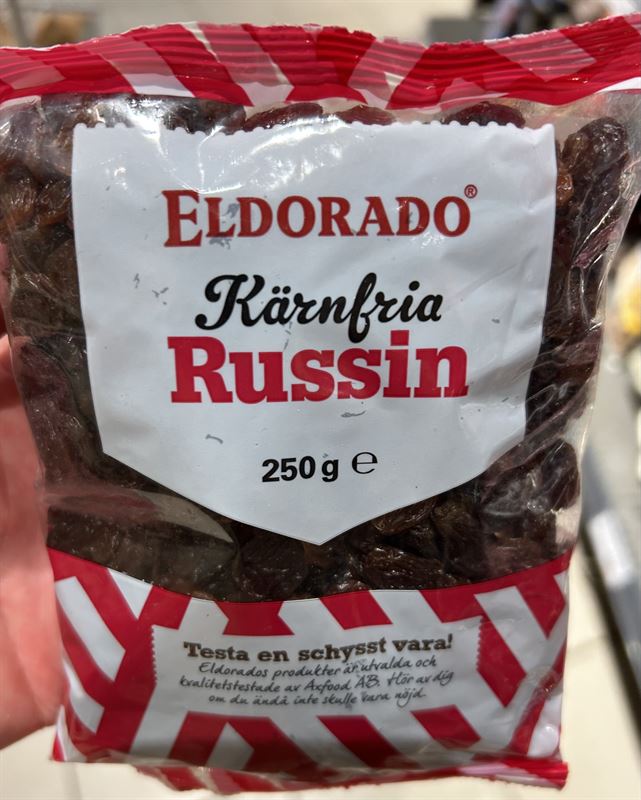 ELDORADO®
Kärnfria
Russin
250 g ℮
Testa en schysst vara!
Eldorados produkter är utvalda och
kvalitetstestade av Axfood AB. Hör av dig
om du ändå inte skulle vara nöjd.